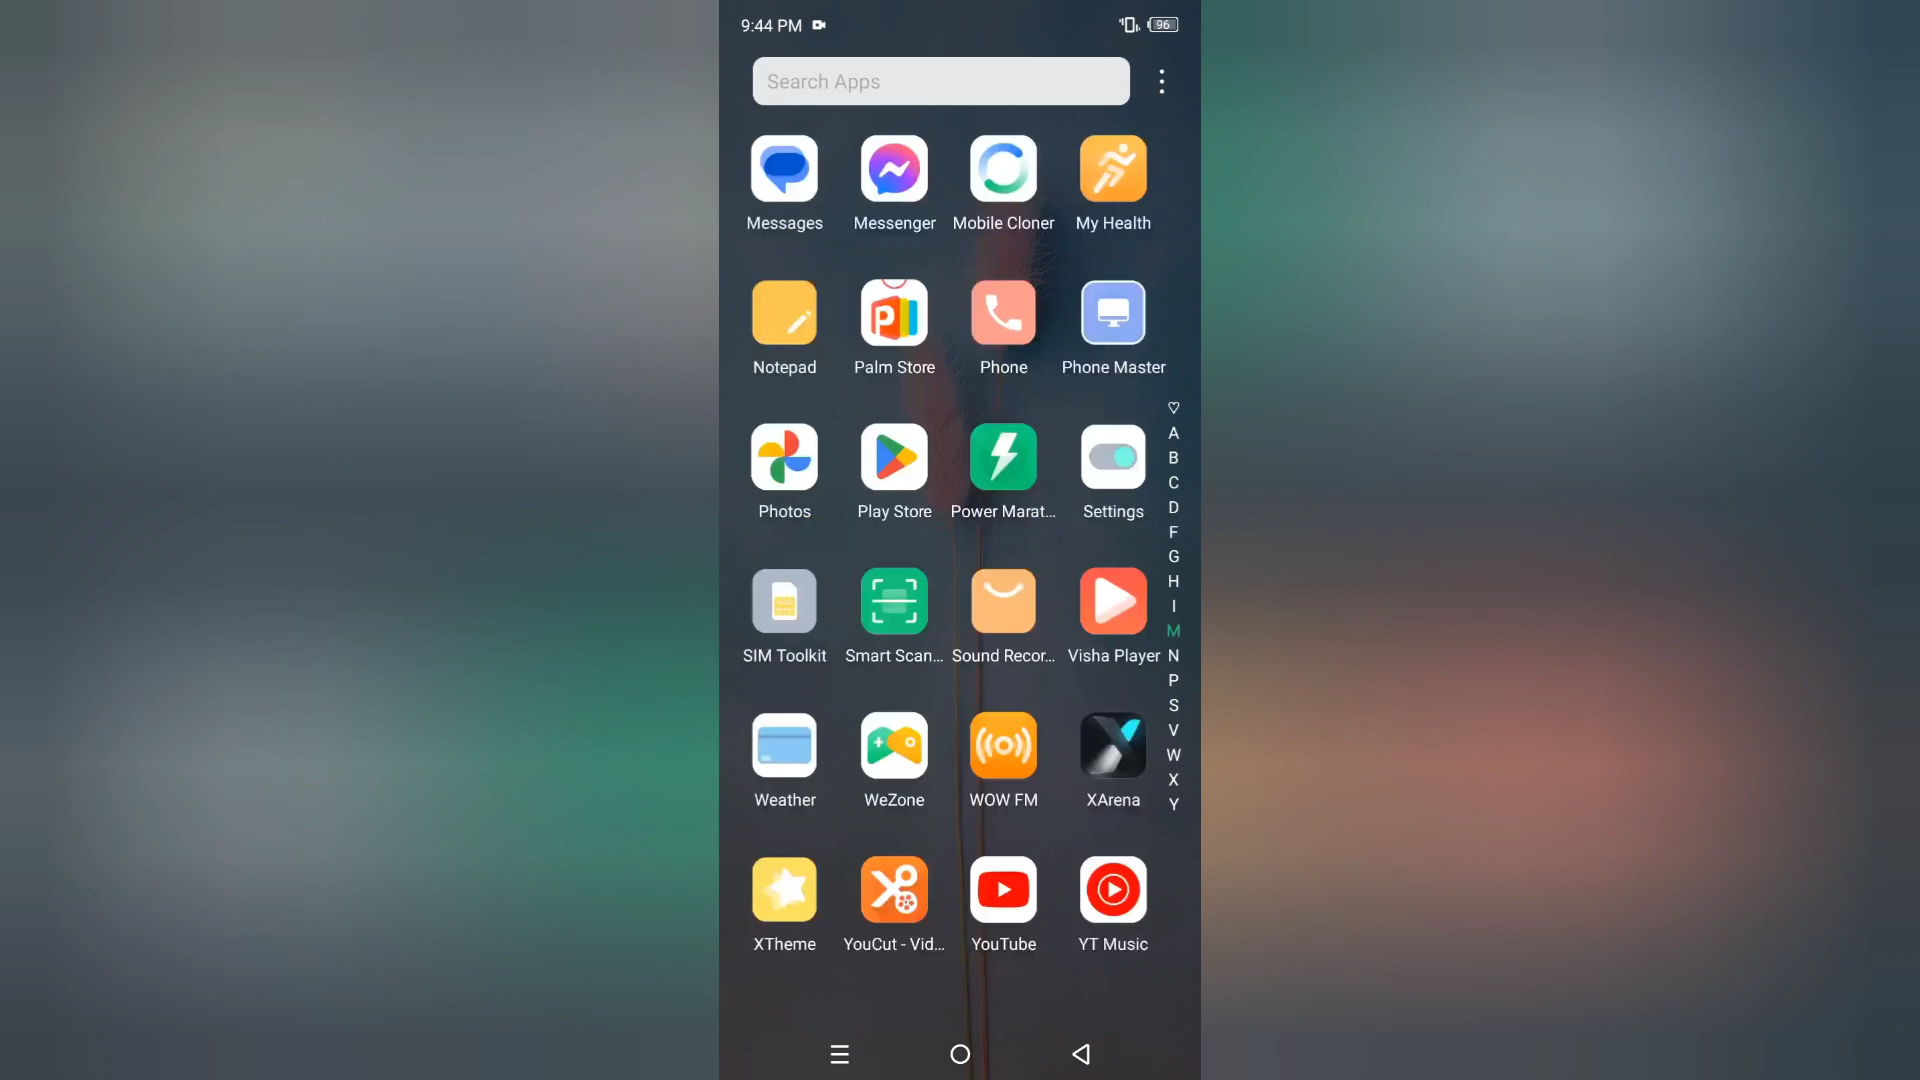 9:44 PM
96
Search Apps
Messages Messenger Mobile Cloner My Health
Notepad Palm Store Phone Phone Master
Photos Play Store Power Marat... Settings
SIM Toolkit Smart Scan... Sound Recor... Visha Player
Weather WeZone WOW FM XArena
XTheme YouCut - Vid... YouTube YT Music
A
B
C
D
F
G
H
I
M
N
P
S
V
W
X
Y